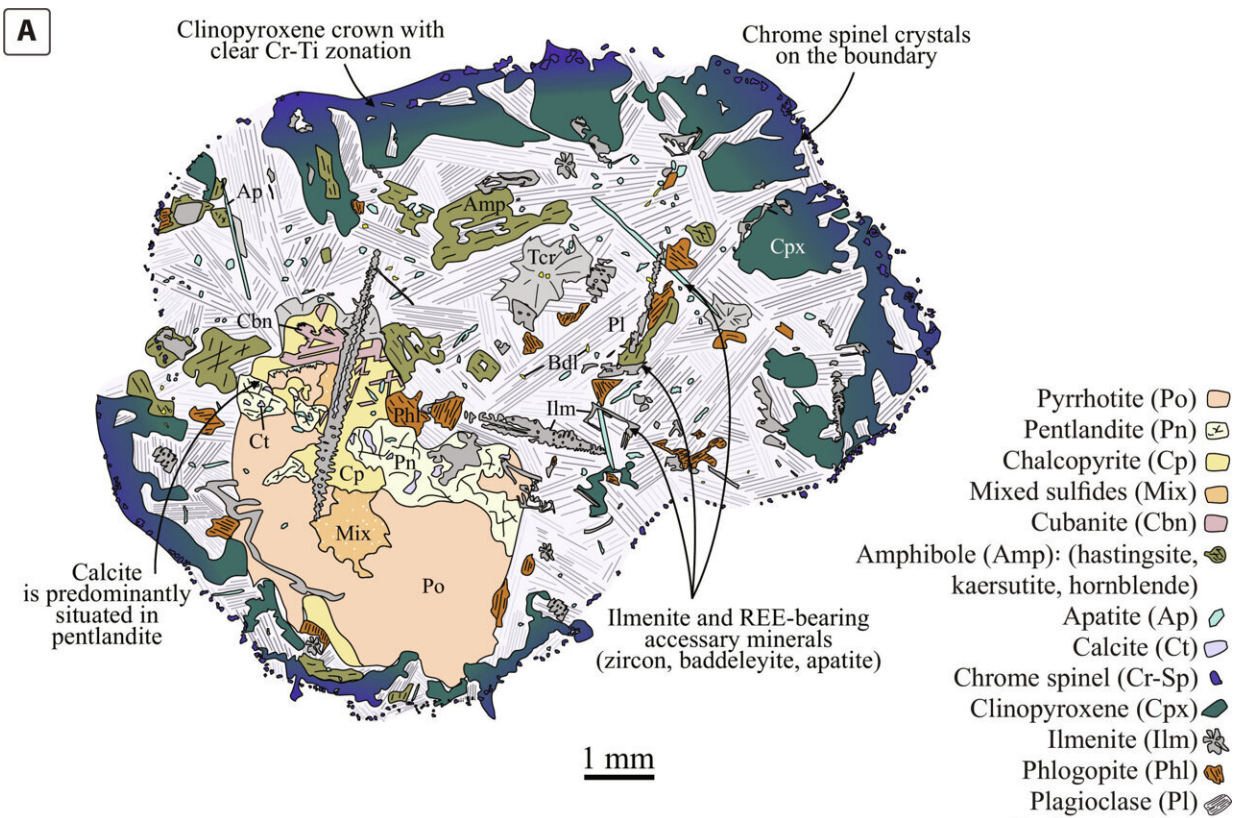 A
Clinopyroxene crown with
clear Cr-Ti zonation
Chrome spinel crystals
on the boundary
Ap
Amp
Cpx
Tcr
Cbn
Pl
Bdl
Phl
Ilm
Ct
Pn
Cp
Mix
Po
Calcite
is predominantly
situated in
pentlandite
Ilmenite and REE-bearing
accessary minerals
(zircon, baddeleyite, apatite)
1 mm
Pyrrhotite (Po)
Pentlandite (Pn)
Chalcopyrite (Cp)
Mixed sulfides (Mix)
Cubanite (Cbn)
Amphibole (Amp): (hastingsite,
kaersutite, hornblende)
Apatite (Ap)
Calcite (Ct)
Chrome spinel (Cr-Sp)
Clinopyroxene (Cpx)
Ilmenite (Ilm)
Phlogopite (Phl)
Plagioclase (Pl)